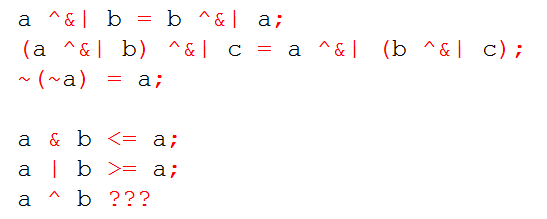 a ^&| b = b ^&| a;
(a ^&| b) ^&| c = a ^&| (b ^&| c);
~(~a) = a;
a & b <= a;
a | b >= a;
a ^ b ???